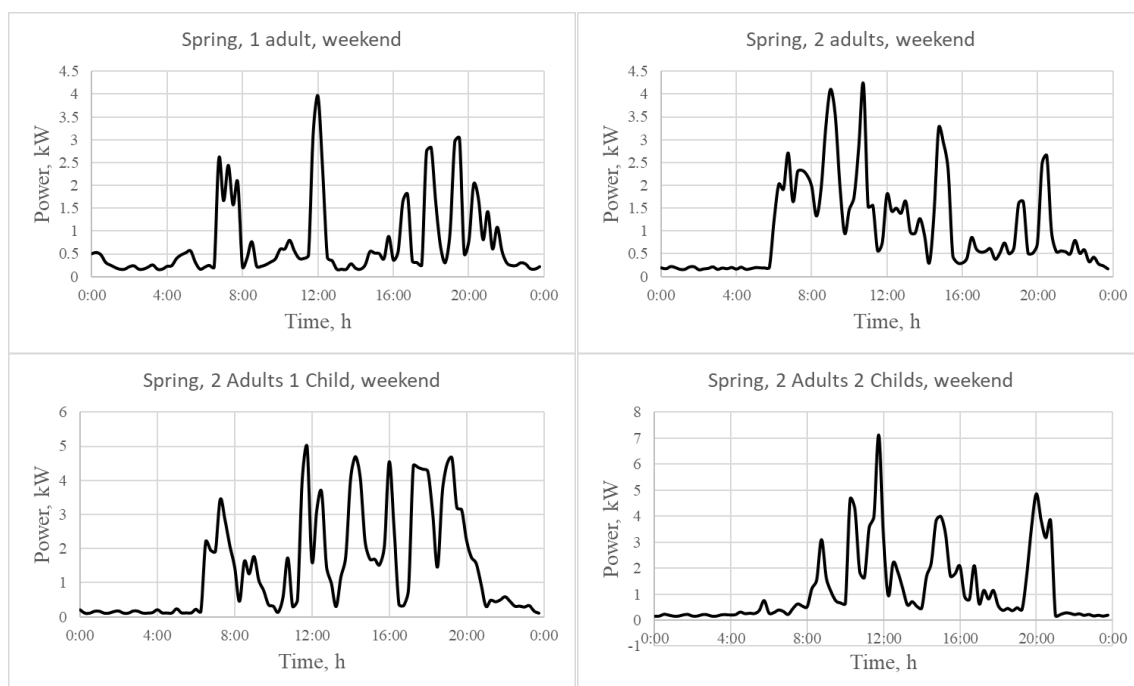 Spring, 1 adult, weekend
4.5
4
3.5
3
2.5
2
1.5
1
0.5
0
Power, kW
0:00 4:00 8:00 12:00 16:00 20:00 0:00
Time, h
Spring, 2 adults, weekend
4.5
4
3.5
3
2.5
2
1.5
1
0.5
0
Power, kW
0:00 4:00 8:00 12:00 16:00 20:00 0:00
Time, h
Spring, 2 Adults 1 Child, weekend
6
5
4
3
2
1
0
Power, kW
0:00 4:00 8:00 12:00 16:00 20:00 0:00
Time, h
Spring, 2 Adults 2 Childs, weekend
8
7
6
5
4
3
2
1
0
-1
Power, kW
0:00 4:00 8:00 12:00 16:00 20:00 0:00
Time, h